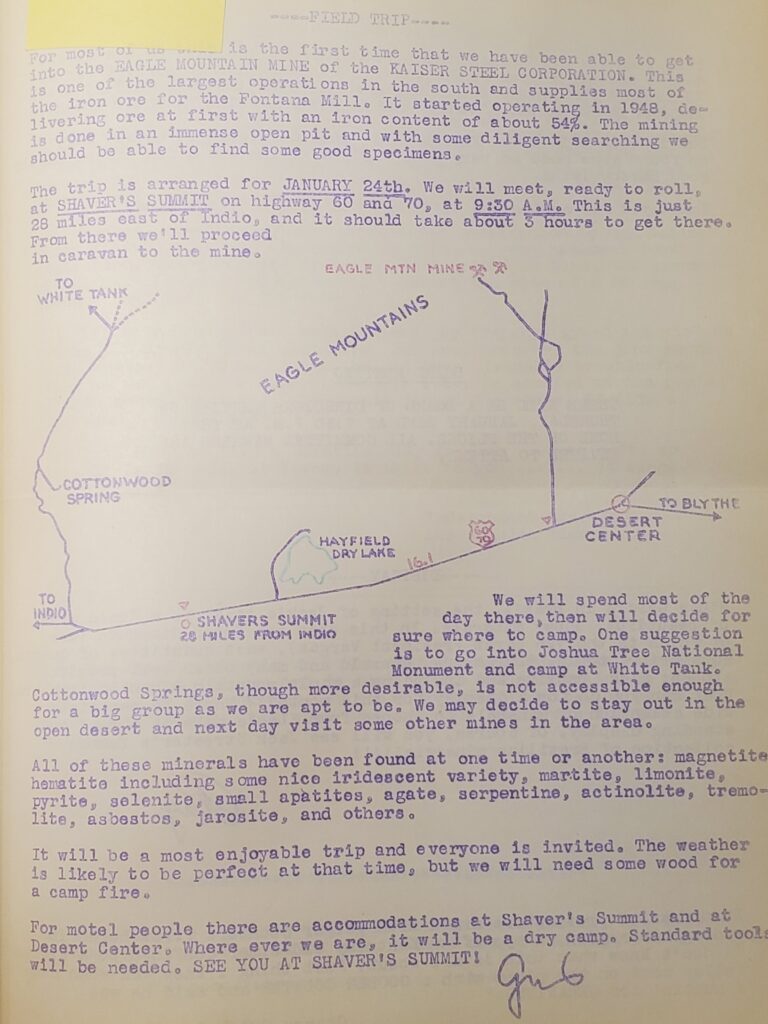 ----FIELD TRIP----
For most of us this is the first time that we have been able to get
into the EAGLE MOUNTAIN MINE of the KAISER STEEL CORPORATION. This
is one of the largest operations in the south and supplies most of
the iron ore for the Fontana Mill. It started operating in 1948, de-
livering ore at first with an iron content of about 54%. The mining
is done in an immense open pit and with some diligent searching we
should be able to find some good specimens.
The trip is arranged for JANUARY 24th. We will meet, ready to roll,
at SHAVER'S SUMMIT on highway 60 and 70, at 9:30 A.M. This is just
28 miles east of Indio, and it should take about 3 hours to get there.
From there we'll proceed
in caravan to the mine.
EAGLE MTN MINE
TO
WHITE TANK
EAGLE MOUNTAINS
COTTONWOOD
SPRING
TO BLYTHE
DESERT
CENTER
60
70
HAYFIELD
DRY LAKE
16.1
TO
INDIO
SHAVERS SUMMIT
28 MILES FROM INDIO
We will spend most of the
day there, then will decide for
sure where to camp. One suggestion
is to go into Joshua Tree National
Monument and camp at White Tank.
Cottonwood Springs, though more desirable, is not accessible enough
for a big group as we are apt to be. We may decide to stay out in the
open desert and next day visit some other mines in the area.
All of these minerals have been found at one time or another: magnetite
hematite including some nice iridescent variety, martite, limonite,
pyrite, selenite, small apatites, agate, serpentine, actinolite, tremo-
lite, asbestos, jarosite, and others.
It will be a most enjoyable trip and everyone is invited. The weather
is likely to be perfect at that time, but we will need some wood for
a camp fire.
For motel people there are accommodations at Shaver's Summit and at
Desert Center. Where ever we are, it will be a dry camp. Standard tools
will be needed. SEE YOU AT SHAVER'S SUMMIT!